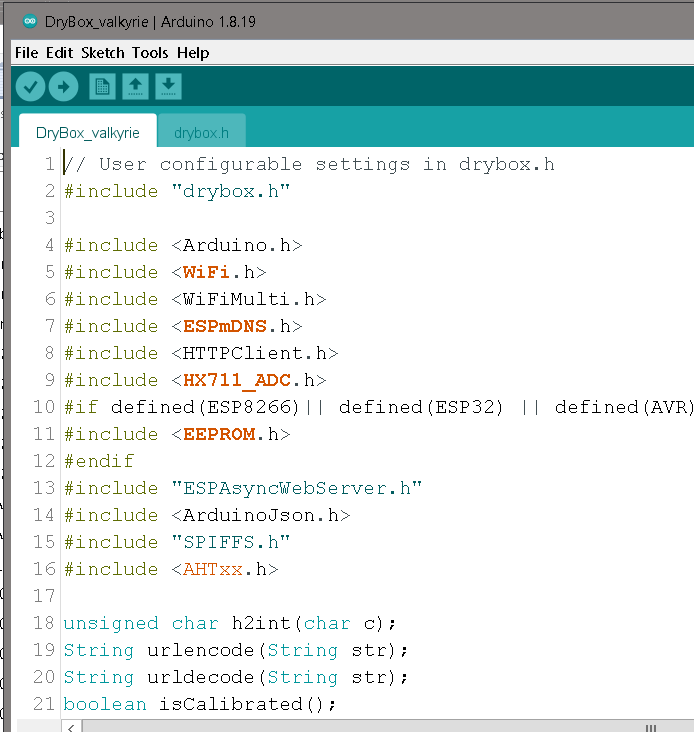 DryBox_valkyrie | Arduino 1.8.19
File Edit Sketch Tools Help
DryBox_valkyrie drybox.h
1 // User configurable settings in drybox.h
2 #include "drybox.h"
3
4 #include <Arduino.h>
5 #include <WiFi.h>
6 #include <WiFiMulti.h>
7 #include <ESPmDNS.h>
8 #include <HTTPClient.h>
9 #include <HX711_ADC.h>
10 #if defined(ESP8266)|| defined(ESP32) || defined(AVR)
11 #include <EEPROM.h>
12 #endif
13 #include "ESPAsyncWebServer.h"
14 #include <ArduinoJson.h>
15 #include "SPIFFS.h"
16 #include <AHTxx.h>
17
18 unsigned char h2int(char c);
19 String urlencode(String str);
20 String urldecode(String str);
21 boolean isCalibrated();